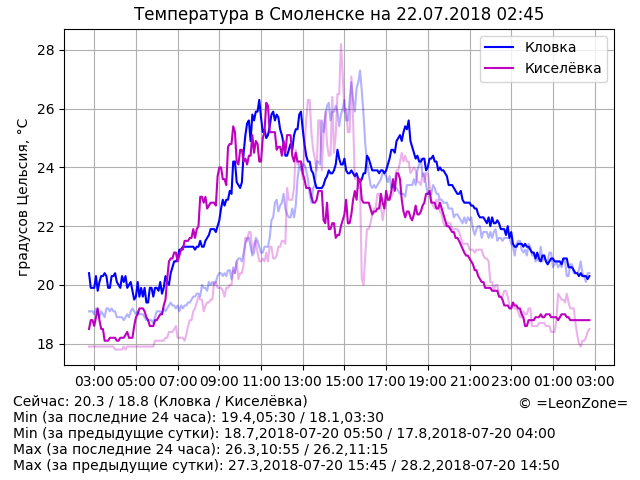 Температура в Смоленске на 22.07.2018 02:45
градусов Цельсия, °C
28
26
24
22
20
18
Кловка
Киселёвка
03:00 05:00 07:00 09:00 11:00 13:00 15:00 17:00 19:00 21:00 23:00 01:00 03:00
Сейчас: 20.3 / 18.8 (Кловка / Киселёвка)
© =LeonZone=
Min (за последние 24 часа): 19.4,05:30 / 18.1,03:30
Min (за предыдущие сутки): 18.7,2018-07-20 05:50 / 17.8,2018-07-20 04:00
Max (за последние 24 часа): 26.3,10:55 / 26.2,11:15
Max (за предыдущие сутки): 27.3,2018-07-20 15:45 / 28.2,2018-07-20 14:50